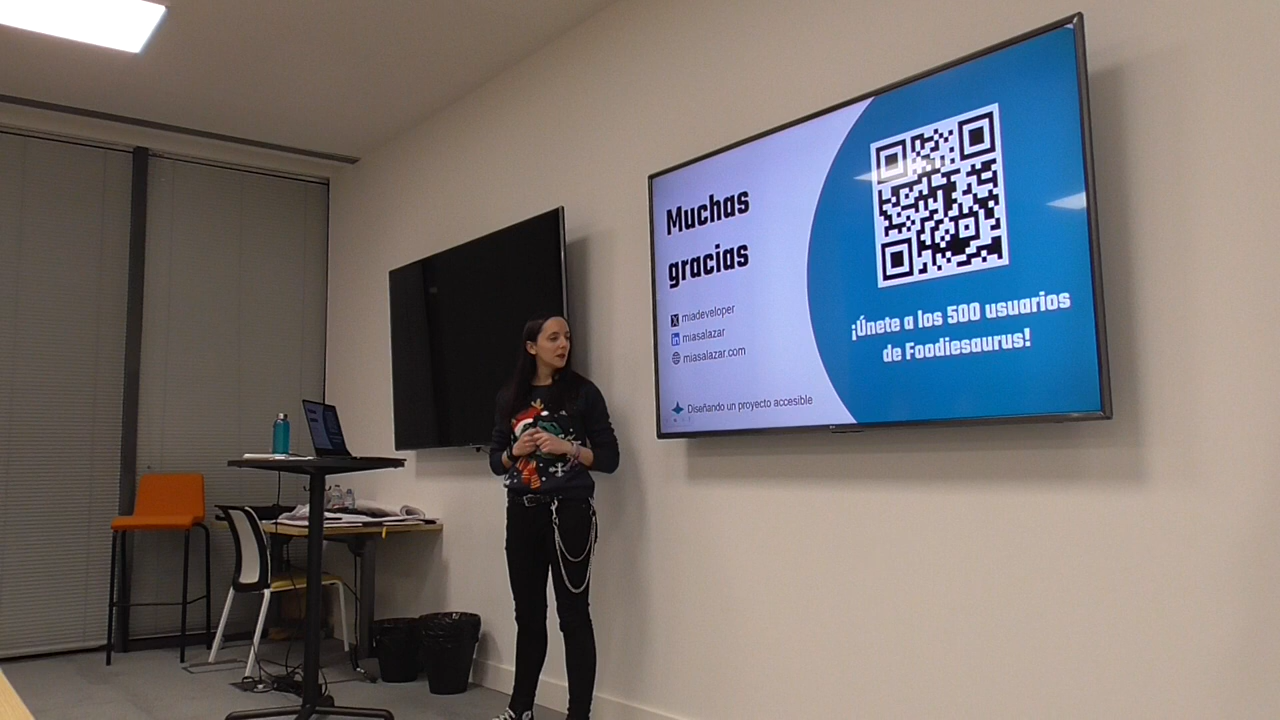 Muchas
gracias
miadeveloper
miasalazar
miasalazar.com
Diseñando un proyecto accesible
¡Únete a los 500 usuarios
de Foodiesaurus!